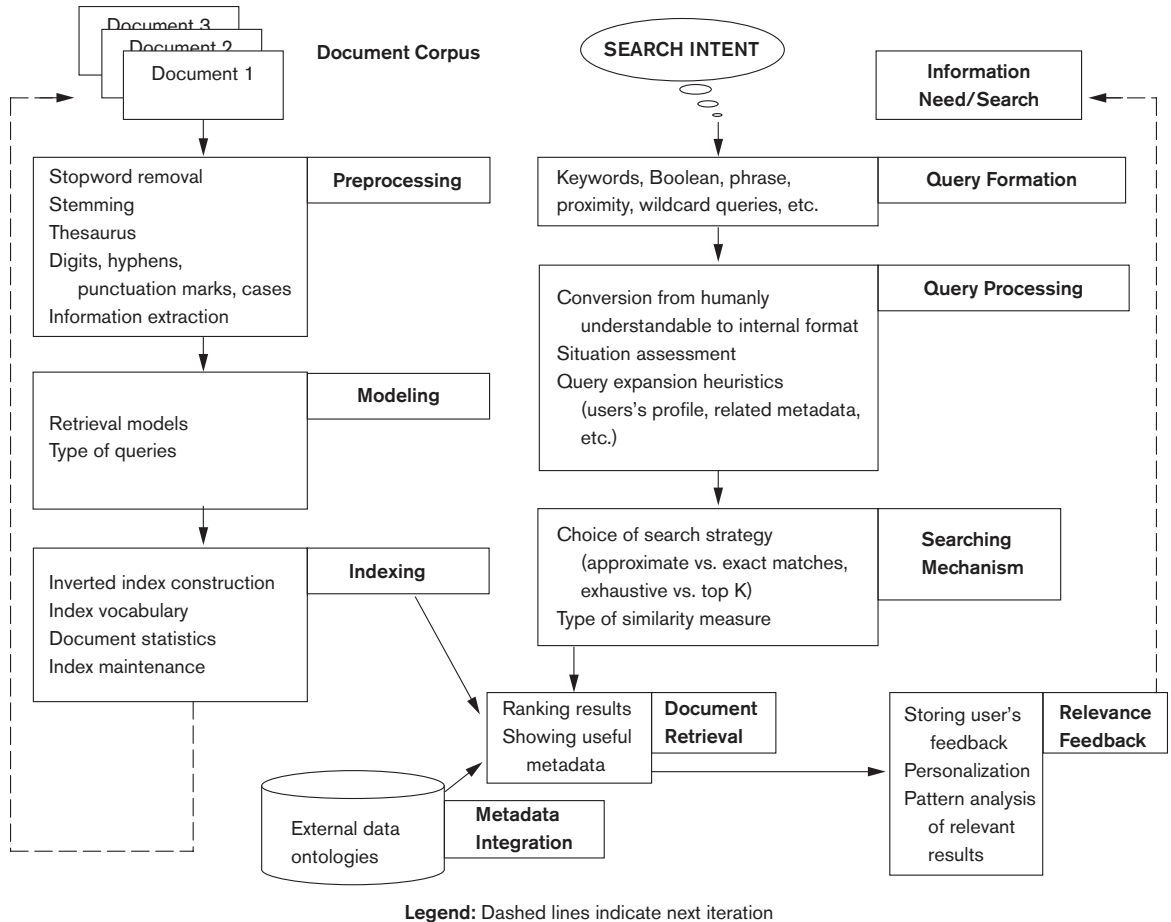 Document 3
Document 2
Document 1
Document Corpus
Stopword removal
Stemming
Thesaurus
Digits, hyphens,
punctuation marks, cases
Information extraction
Preprocessing
Retrieval models
Type of queries
Modeling
Inverted index construction
Index vocabulary
Document statistics
Index maintenance
Indexing
SEARCH INTENT
Information
Need/Search
Keywords, Boolean, phrase,
proximity, wildcard queries, etc.
Query Formation
Conversion from humanly
understandable to internal format
Situation assessment
Query expansion heuristics
(users's profile, related metadata,
etc.)
Query Processing
Choice of search strategy
(approximate vs. exact matches,
exhaustive vs. top K)
Type of similarity measure
Searching
Mechanism
Ranking results
Showing useful
metadata
Document
Retrieval
External data
ontologies
Metadata
Integration
Storing user's
feedback
Personalization
Pattern analysis
of relevant
results
Relevance
Feedback
Legend: Dashed lines indicate next iteration